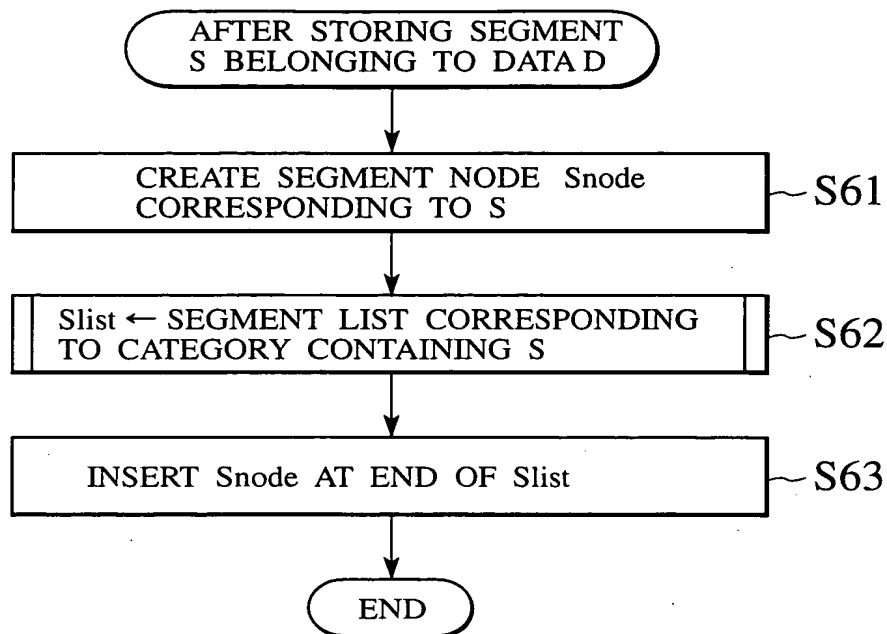 AFTER STORING SEGMENT
S BELONGING TO DATA D
CREATE SEGMENT NODE Snode
CORRESPONDING TO S
S61
Slist ← SEGMENT LIST CORRESPONDING
TO CATEGORY CONTAINING S
S62
INSERT Snode AT END OF Slist
S63
END